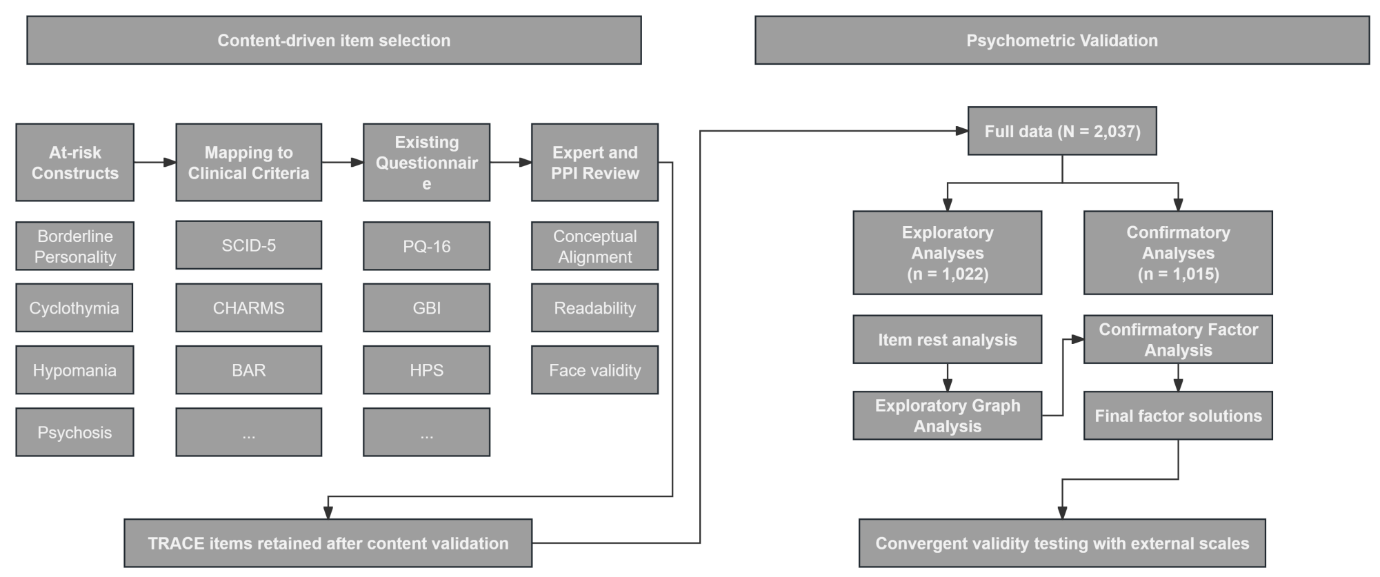 Content-driven item selection
Psychometric Validation
At-risk
Constructs
Mapping to
Clinical Criteria
Existing
Questionnair
e
Expert and
PPI Review
Borderline
Personality
SCID-5
PQ-16
Conceptual
Alignment
Cyclothymia
CHARMS
GBI
Readability
Hypomania
BAR
HPS
Face validity
Psychosis
...
...
TRACE items retained after content validation
Full data (N = 2,037)
Exploratory
Analyses
(n = 1,022)
Confirmatory
Analyses
(n = 1,015)
Item rest analysis
Exploratory Graph
Analysis
Confirmatory Factor
Analysis
Final factor solutions
Convergent validity testing with external scales